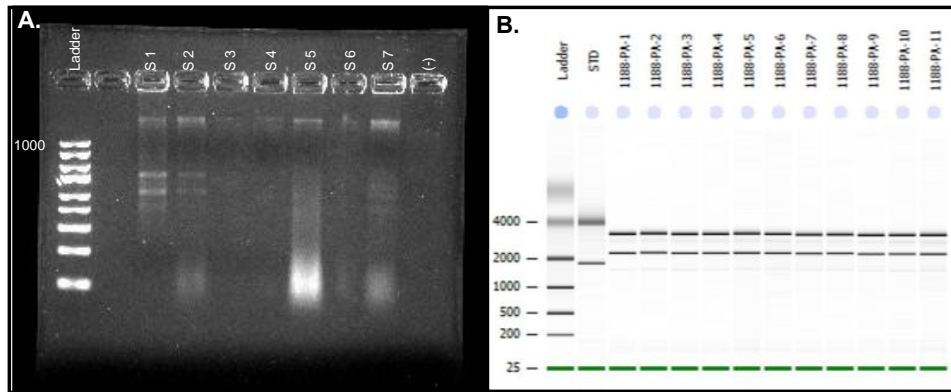 A.
Ladder
S 1
S 2
S 3
S 4
S 5
S 6
S 7
(-)
1000
B.
Ladder
STD
1188-PA-1
1188-PA-2
1188-PA-3
1188-PA-4
1188-PA-5
1188-PA-6
1188-PA-7
1188-PA-8
1188-PA-9
1188-PA-10
1188-PA-11
4000
2000
1000
500
200
25